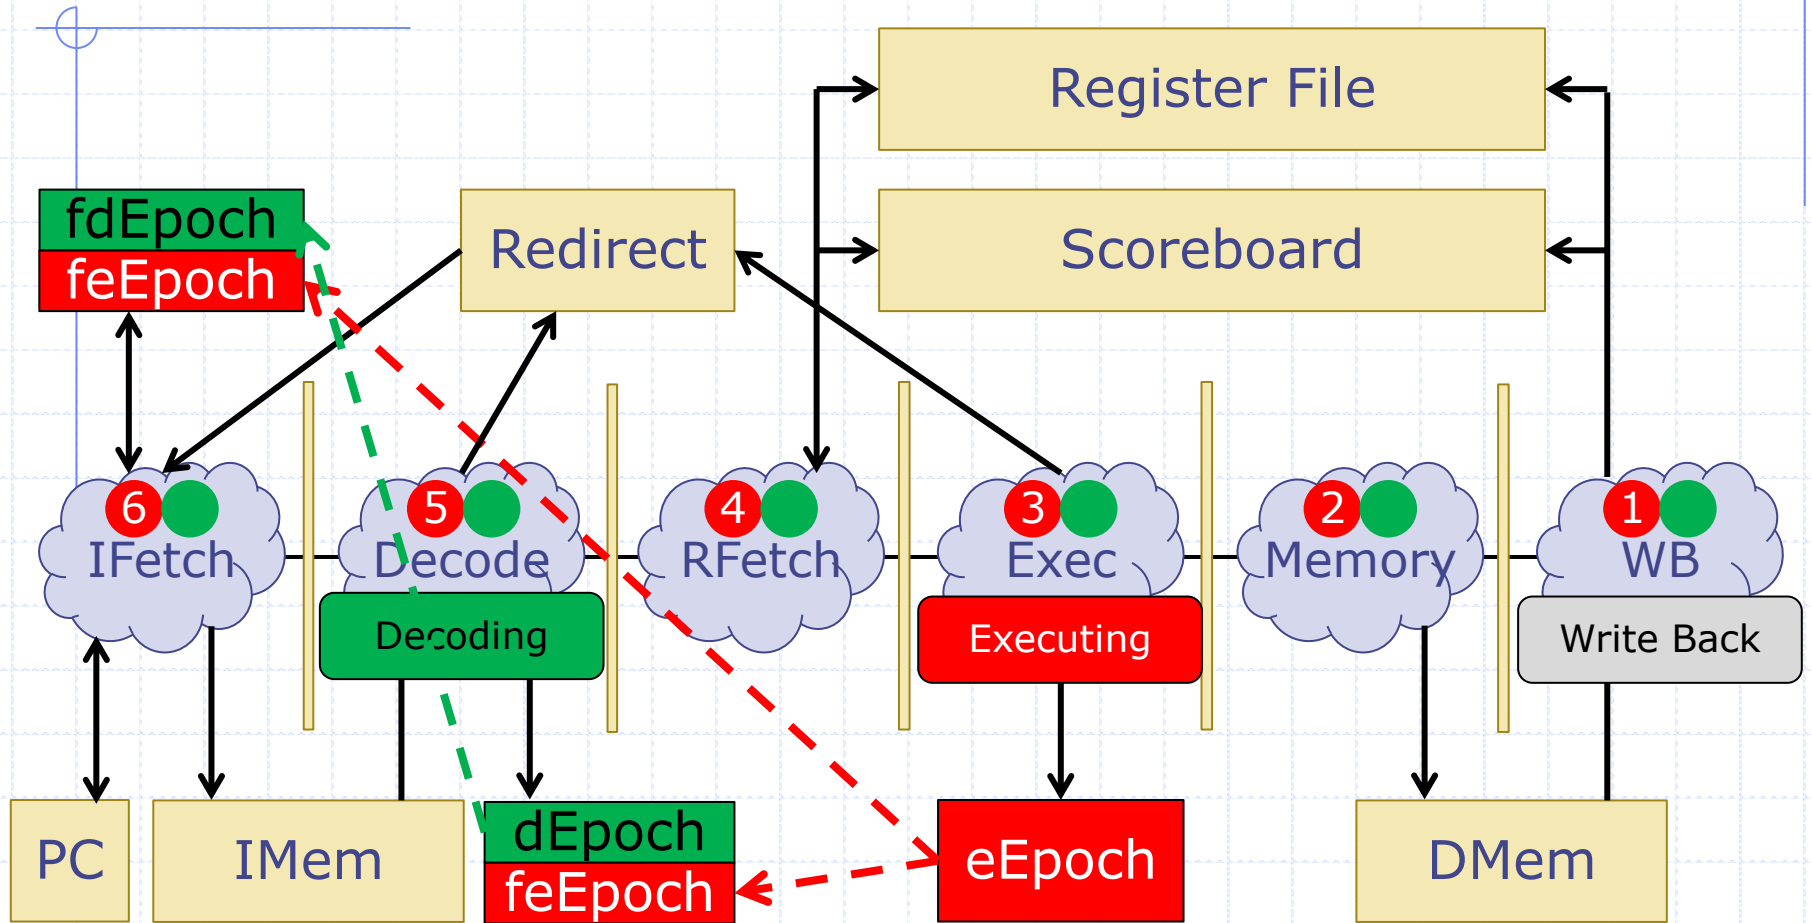 Register File
fdEpoch
feEpoch
Redirect
Scoreboard
6
5
4
3
2
1
IFetch
Decode
RFetch
Exec
Memory
WB
Decoding
Executing
Write Back
PC
IMem
dEpoch
feEpoch
eEpoch
DMem